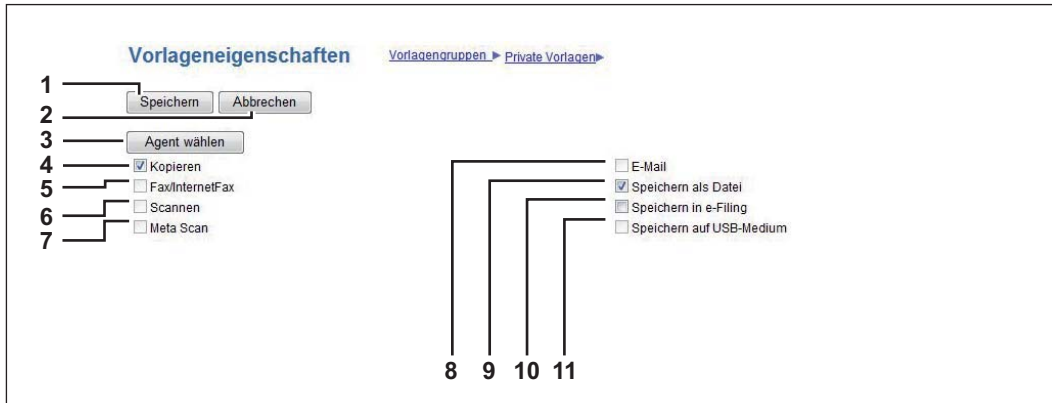 Vorlageneigenschaften Vorlagengruppen Private Vorlagen
1
Speichern Abbrechen
2
3 Agent wählen
4 Kopieren E-Mail
5 Fax/InternetFax Speichern als Datei
6 Scannen Speichern in e-Filing
7 Meta Scan Speichern auf USB-Medium
8 9 10 11